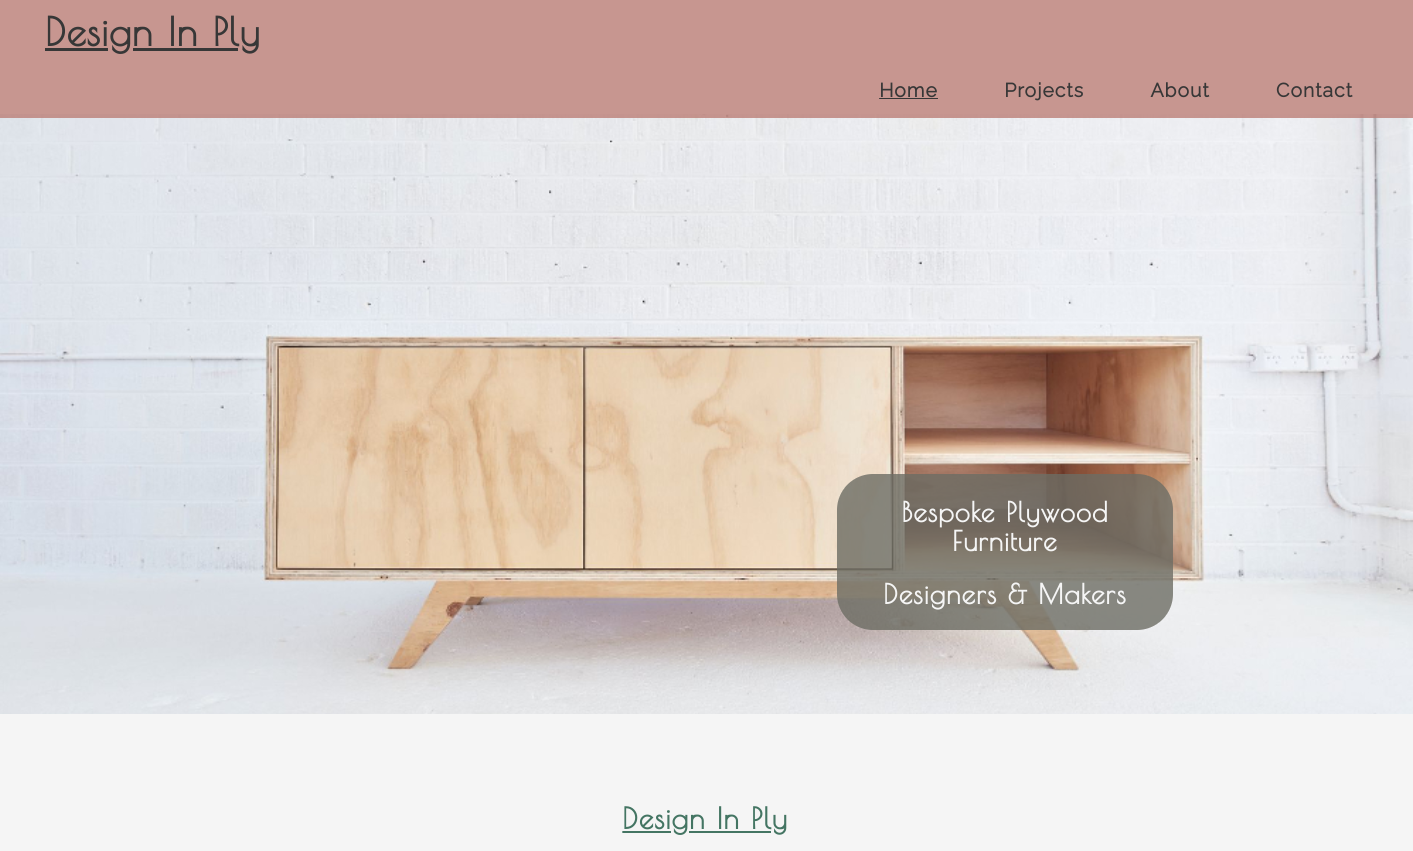 Design In Ply
Home Projects About Contact
Bespoke Plywood
Furniture
Designers & Makers
Design In Ply